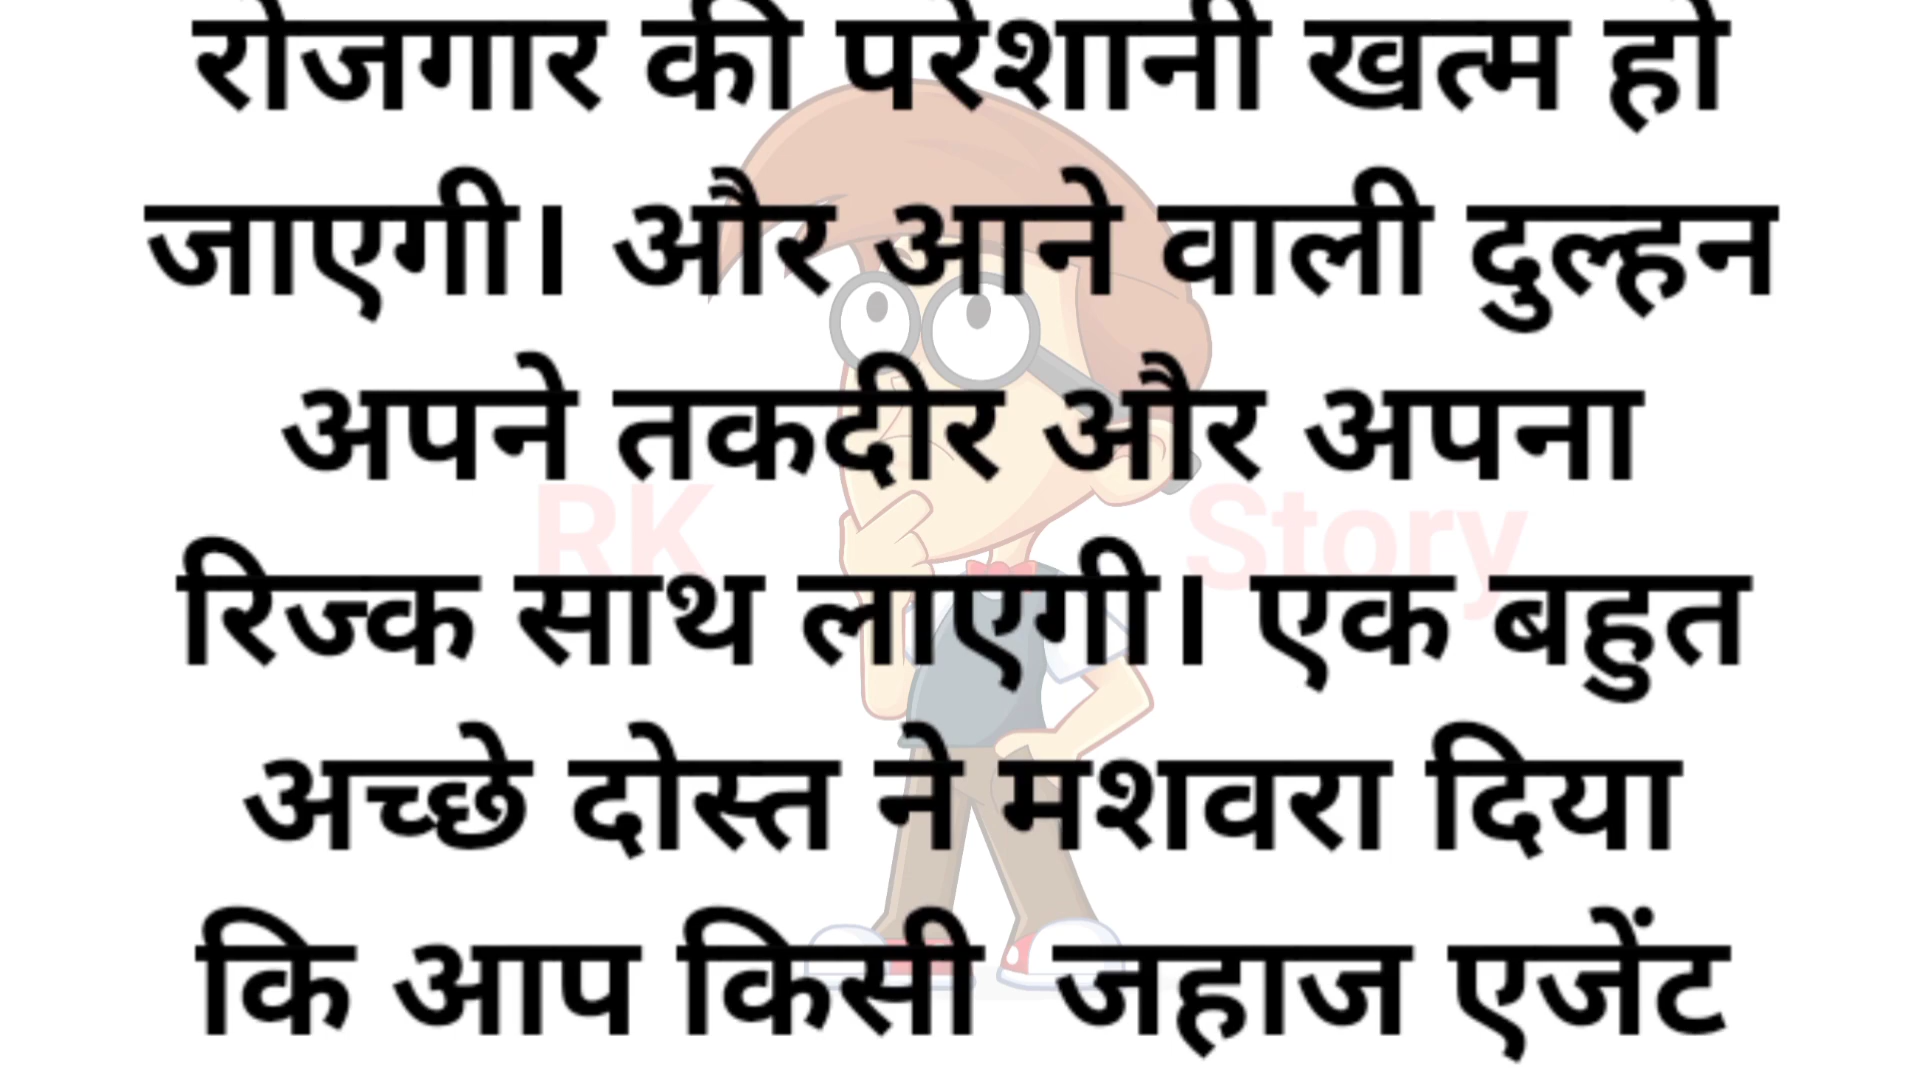 रोजगार की परेशानी खत्म हो
जाएगी। और आने वाली दुल्हन
अपने तकदीर और अपना
RK Story
रिज्क साथ लाएगी। एक बहुत
अच्छे दोस्त ने मशवरा दिया
कि आप किसी जहाज एजेंट